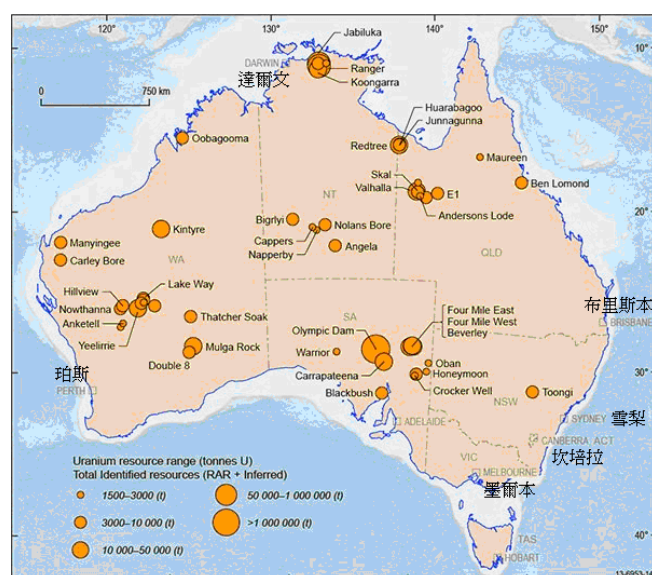 130°
140°
150°
Jabiluka
DARWIN
達爾文
Ranger
Koongarra
10°
0
750 km
Huarabagoo
Junnagunna
Redtree
Oobagooma
Maureen
Skal
Valhalla
Ben Lomond
E1
Andersons Lode
NT
20°
Bigrlyi
Nolans Bore
Kintyre
Cappers
Napperby
Angela
QLD
Manyingee
Carley Bore
WA
Lake Way
Hillview
Nowthanna
Thatcher Soak
Anketell
Yeelirrie
SA
Olympic Dam
Four Mile East
Four Mile West
Beverley
布里斯本
BRISBANE
Mulga Rock
Warrior
Double 8
Carrapateena
Oban
Honeymoon
Crocker Well
30°
珀斯
PERTH
Blackbush
NSW
Toongi
ADELAIDE
SYDNEY
雪梨
CANBERRA ACT
坎培拉
VIC
MELBOURNE
墨爾本
Uranium resource range (tonnes U)
Total Identified resources (RAR + Inferred)
1500–3000 (t)
50 000–1 000 000 (t)
3000–10 000 (t)
>1 000 000 (t)
10 000–50 000 (t)
40°
TAS
HOBART